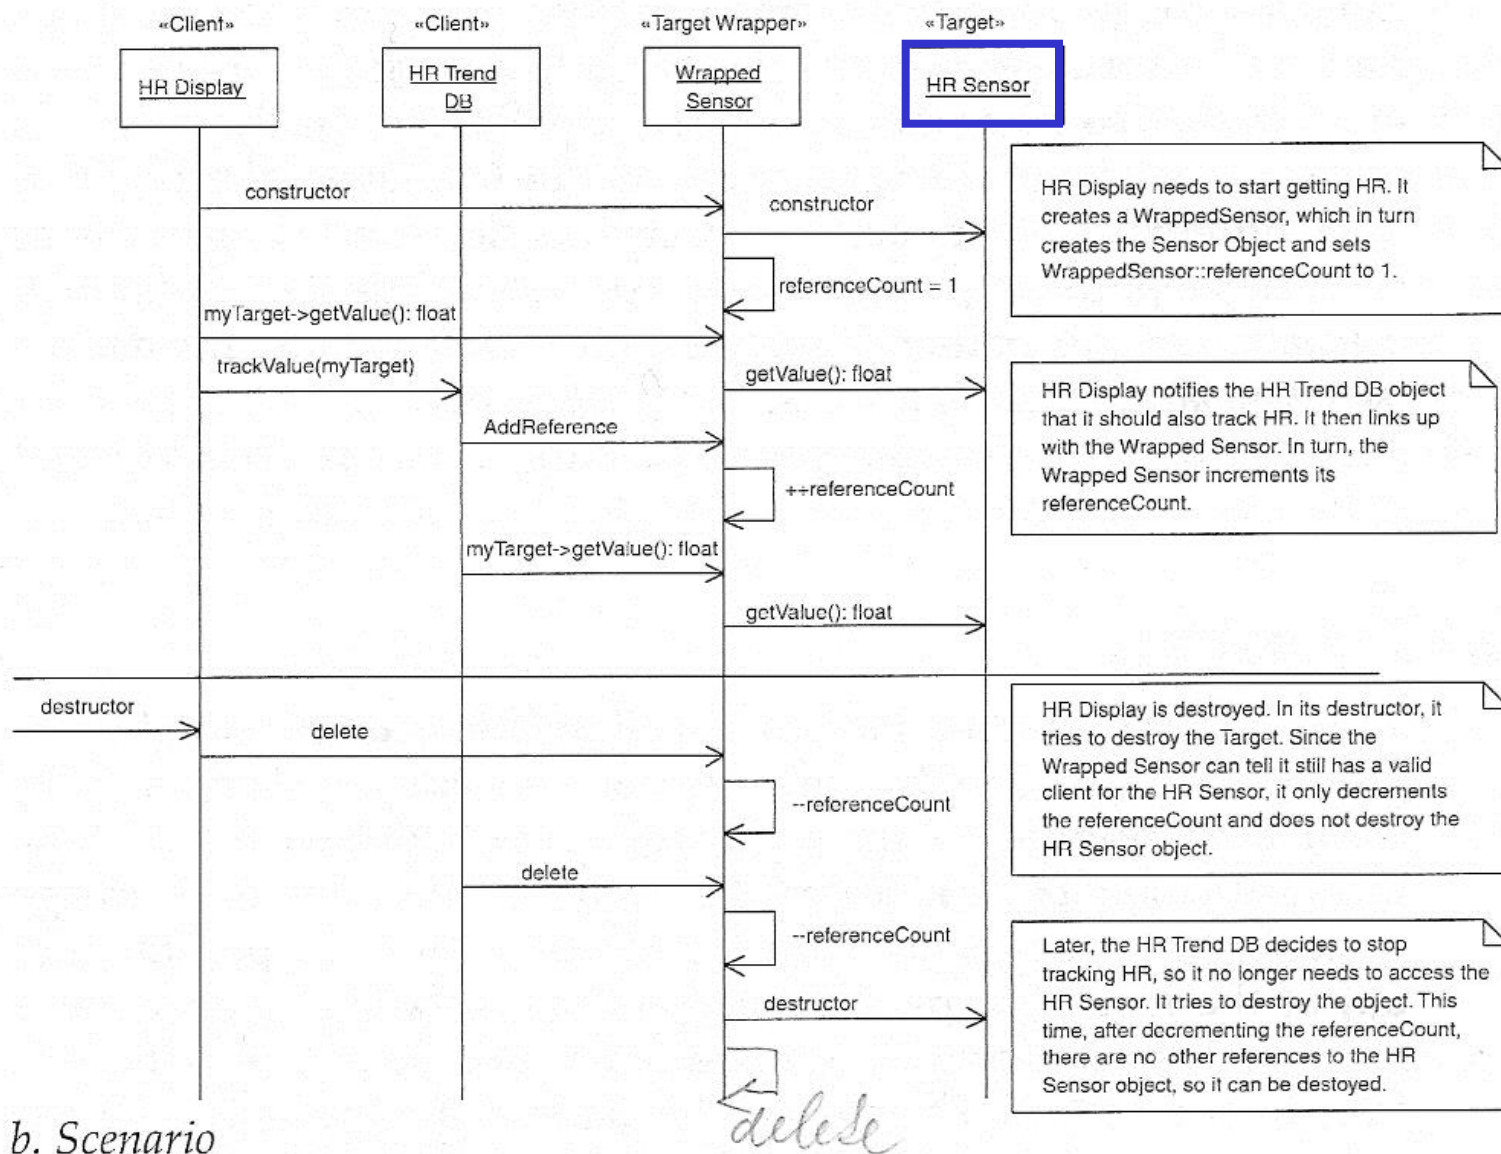 «Client»
«Client»
«Target Wrapper»
«Target»
HR Display
HR Trend
DB
Wrapped
Sensor
HR Sensor
constructor
constructor
referenceCount = 1
myTarget->getValue(): float
trackValue(myTarget)
getValue(): float
AddReference
++referenceCount
myTarget->getValue(): float
getValue(): float
destructor
delete
--referenceCount
delete
--referenceCount
destructor
delete
HR Display needs to start getting HR. It
creates a WrappedSensor, which in turn
creates the Sensor Object and sets
WrappedSensor::referenceCount to 1.
HR Display notifies the HR Trend DB object
that it should also track HR. It then links up
with the Wrapped Sensor. In turn, the
Wrapped Sensor increments its
referenceCount.
HR Display is destroyed. In its destructor, it
tries to destroy the Target. Since the
Wrapped Sensor can tell it still has a valid
client for the HR Sensor, it only decrements
the referenceCount and does not destroy the
HR Sensor object.
Later, the HR Trend DB decides to stop
tracking HR, so it no longer needs to access the
HR Sensor. It tries to destroy the object. This
time, after decrementing the referenceCount,
there are no other references to the HR
Sensor object, so it can be destoyed.
b. Scenario